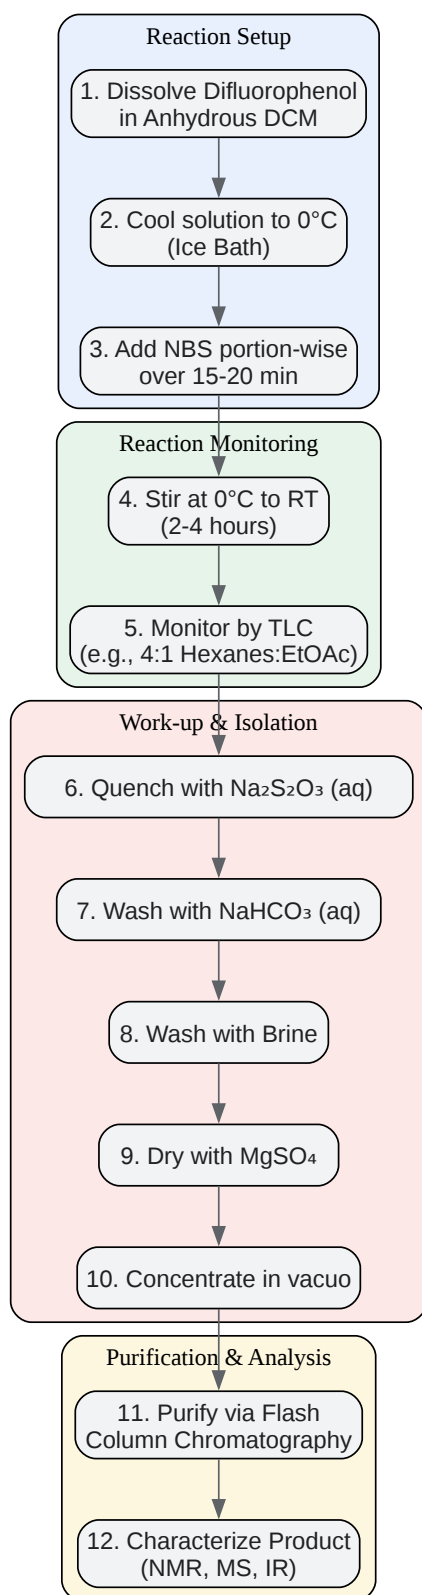 Reaction Setup
1. Dissolve Difluorophenol
in Anhydrous DCM
2. Cool solution to 0°C
(Ice Bath)
3. Add NBS portion-wise
over 15-20 min
Reaction Monitoring
4. Stir at 0°C to RT
(2-4 hours)
5. Monitor by TLC
(e.g., 4:1 Hexanes:EtOAc)
Work-up & Isolation
6. Quench with Na₂S₂O₃ (aq)
7. Wash with NaHCO₃ (aq)
8. Wash with Brine
9. Dry with MgSO₄
10. Concentrate in vacuo
Purification & Analysis
11. Purify via Flash
Column Chromatography
12. Characterize Product
(NMR, MS, IR)